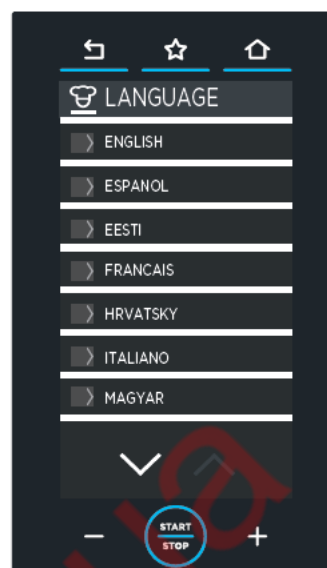 LANGUAGE
ENGLISH
ESPANOL
EESTI
FRANCAIS
HRVATSKY
ITALIANO
MAGYAR
START
STOP